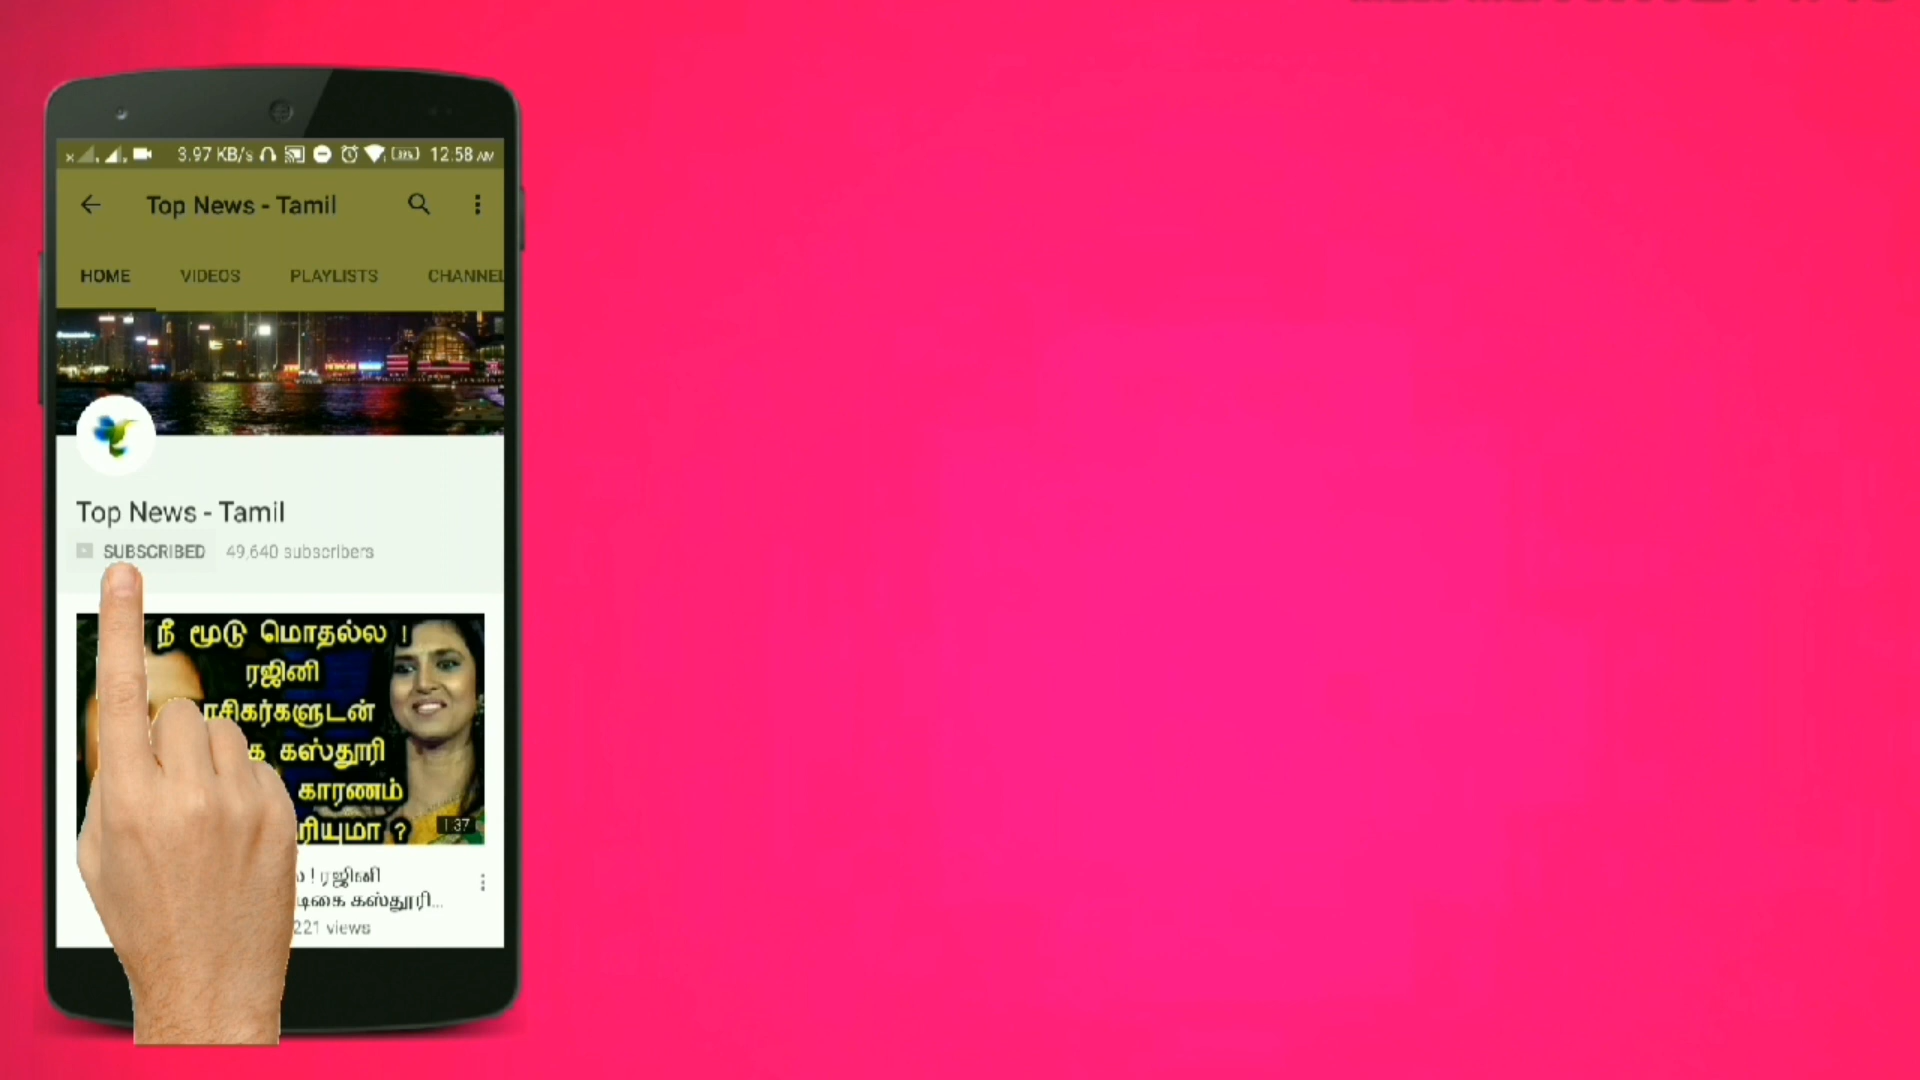 3.97 KB/s 12:58 AM
Top News - Tamil
HOME VIDEOS PLAYLISTS CHANNEL
Top News - Tamil
SUBSCRIBED 49,640 subscribers
நீ மூடு மொதல்ல !
ரஜினி
ரசிகர்களுடன்
கஸ்தூரி
காரணம்
ரியுமா ?
1:37
! ரஜினி
டிகை கஸ்தூரி...
221 views